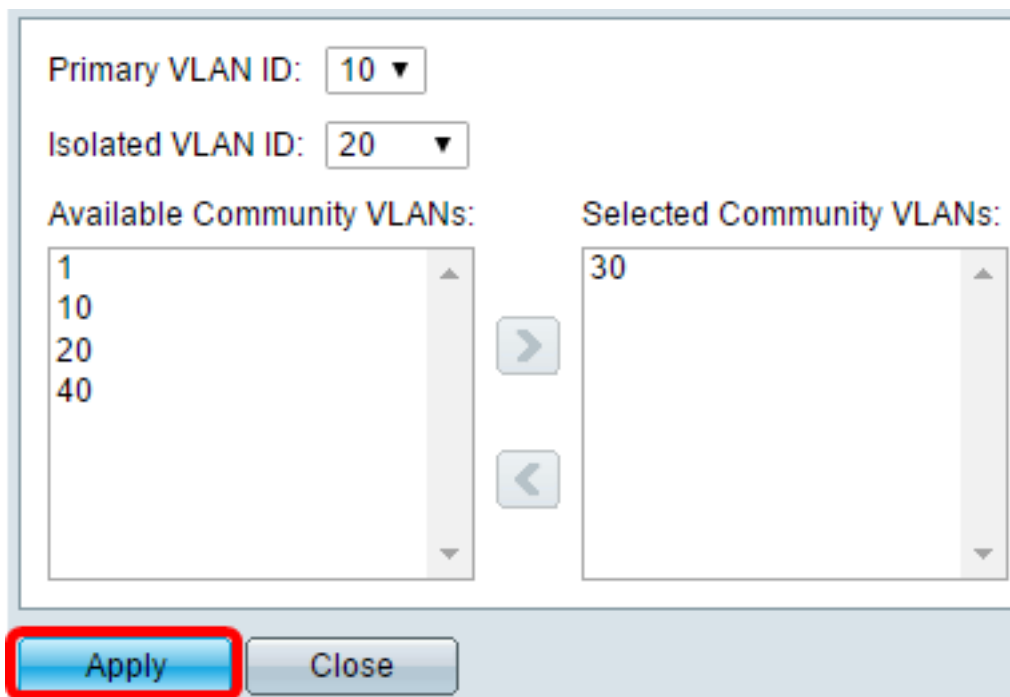 Primary VLAN ID: 10
Isolated VLAN ID: 20
Available Community VLANs:
1
10
20
40
Selected Community VLANs:
30
Apply
Close